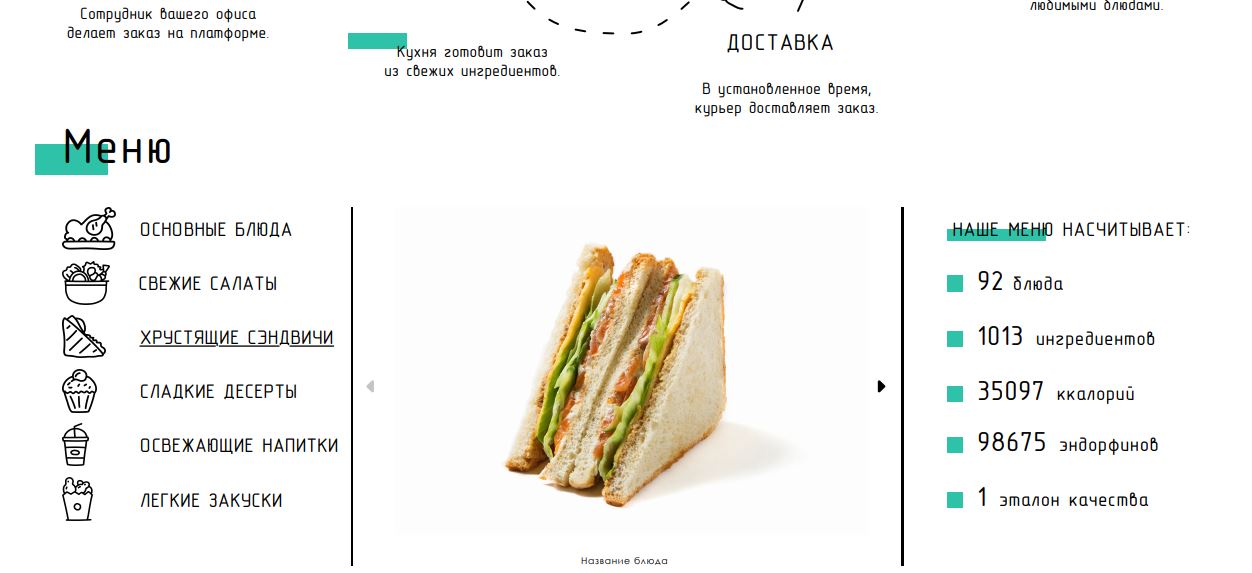 Сотрудник вашего офиса
делает заказ на платформе.
Кухня готовит заказ
из свежих ингредиентов.
ДОСТАВКА
В установленное время,
курьер доставляет заказ.
любимыми блюдами.
Меню
ОСНОВНЫЕ БЛЮДА
СВЕЖИЕ САЛАТЫ
ХРУСТЯЩИЕ СЭНДВИЧИ
СЛАДКИЕ ДЕСЕРТЫ
ОСВЕЖАЮЩИЕ НАПИТКИ
ЛЕГКИЕ ЗАКУСКИ
Название блюда
НАШЕ МЕНЮ НАСЧИТЫВАЕТ:
92 блюда
1013 ингредиентов
35097 ккалорий
98675 эндорфинов
1 эталон качества